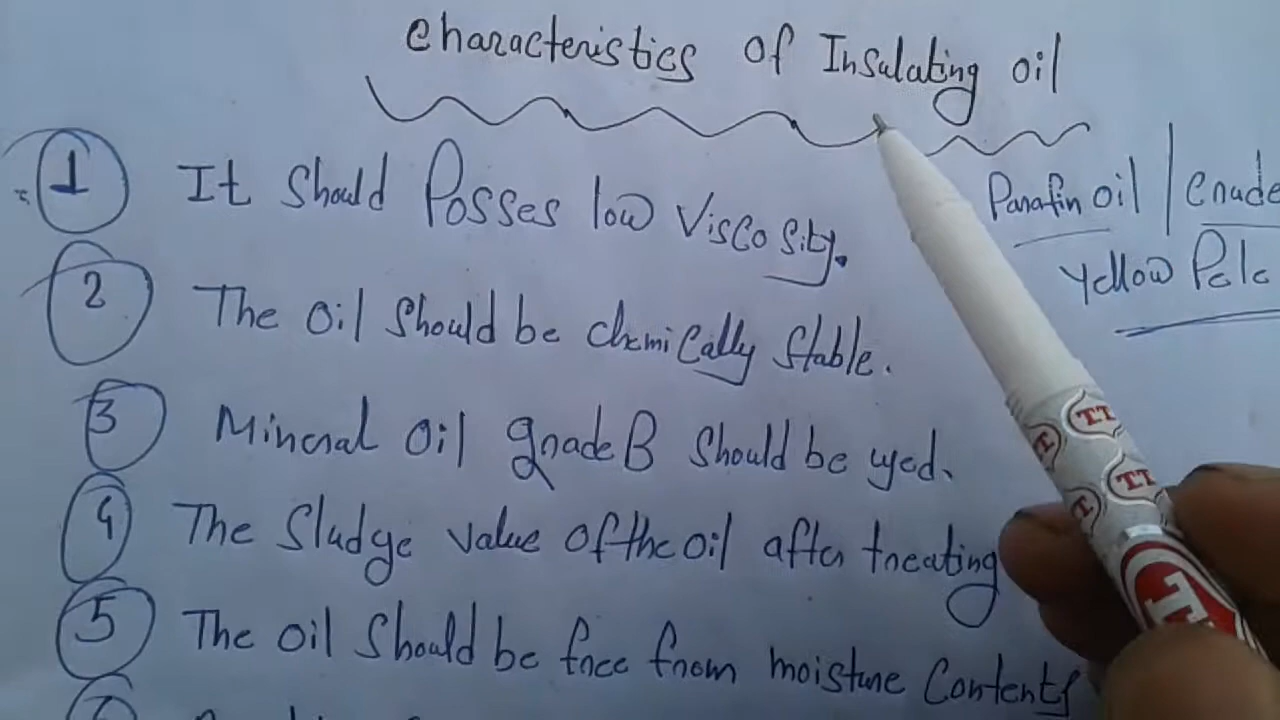 Characteristics of Insulating oil
Parafin oil | Crude
Yellow Pale
1 It should Posses low Viscosity.
2 The oil should be chemically stable.
3 Mineral oil grade B should be used.
4 The Sludge value of the oil after treating
5 The oil should be free from moisture Contents
TT
TT